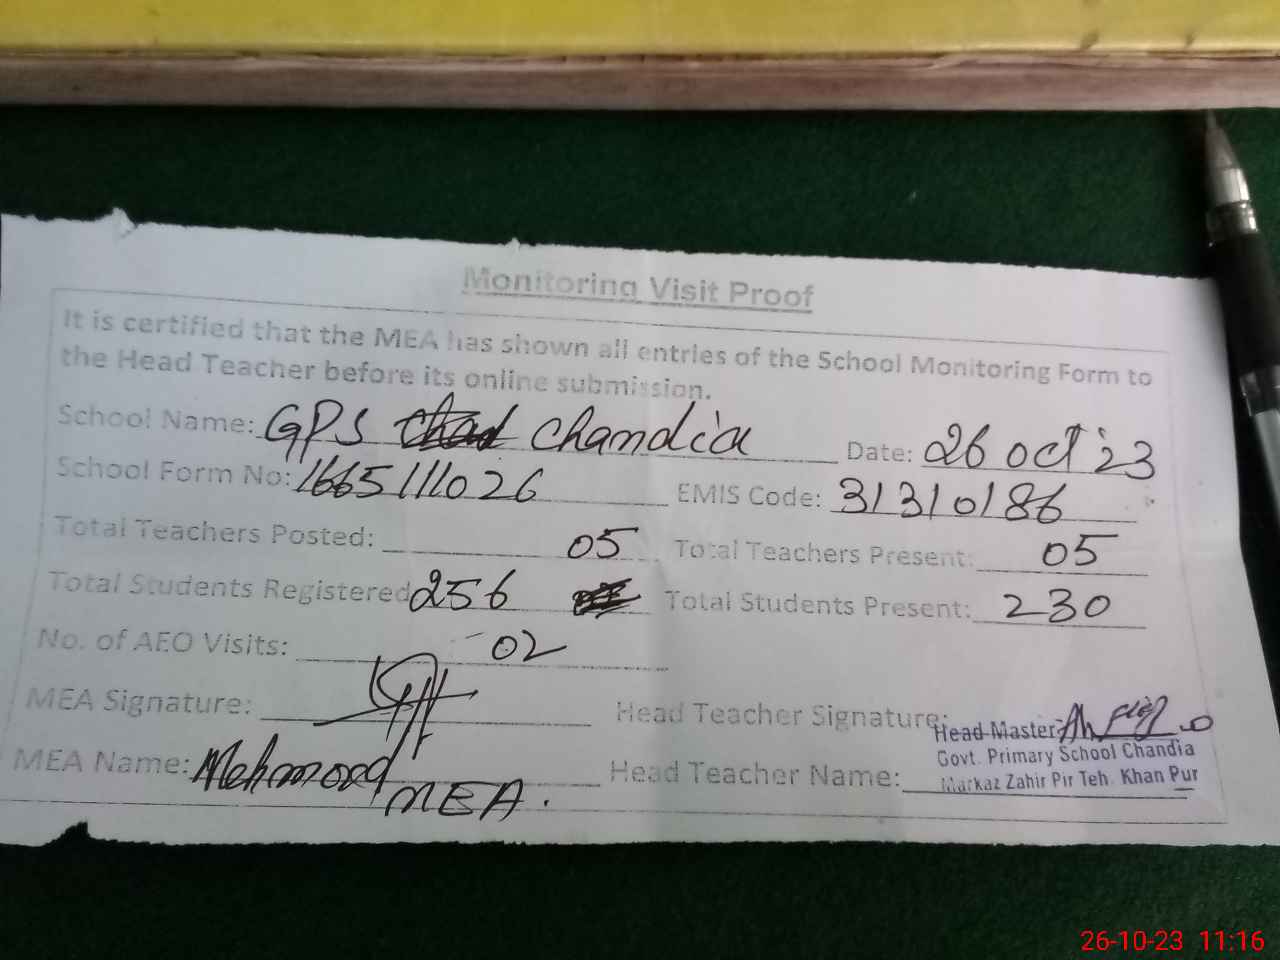 Monitoring Visit Proof
It is certified that the MEA has shown all entries of the School Monitoring Form to
the Head Teacher before its online submission.
School Name: GPS Chandia Date: 26 Oct '23
School Form No: 1665111026 EMIS Code: 31310186
Total Teachers Posted: 05 Total Teachers Present: 05
Total Students Registered 256 Total Students Present: 230
No. of AEO Visits: 02
MEA Signature: Head Teacher Signature:
Head Master
Govt. Primary School Chandia
MEA Name: Mehmood Head Teacher Name: Markaz Zahir Pir Teh. Khan Pur
MEA.
26-10-23 11:16